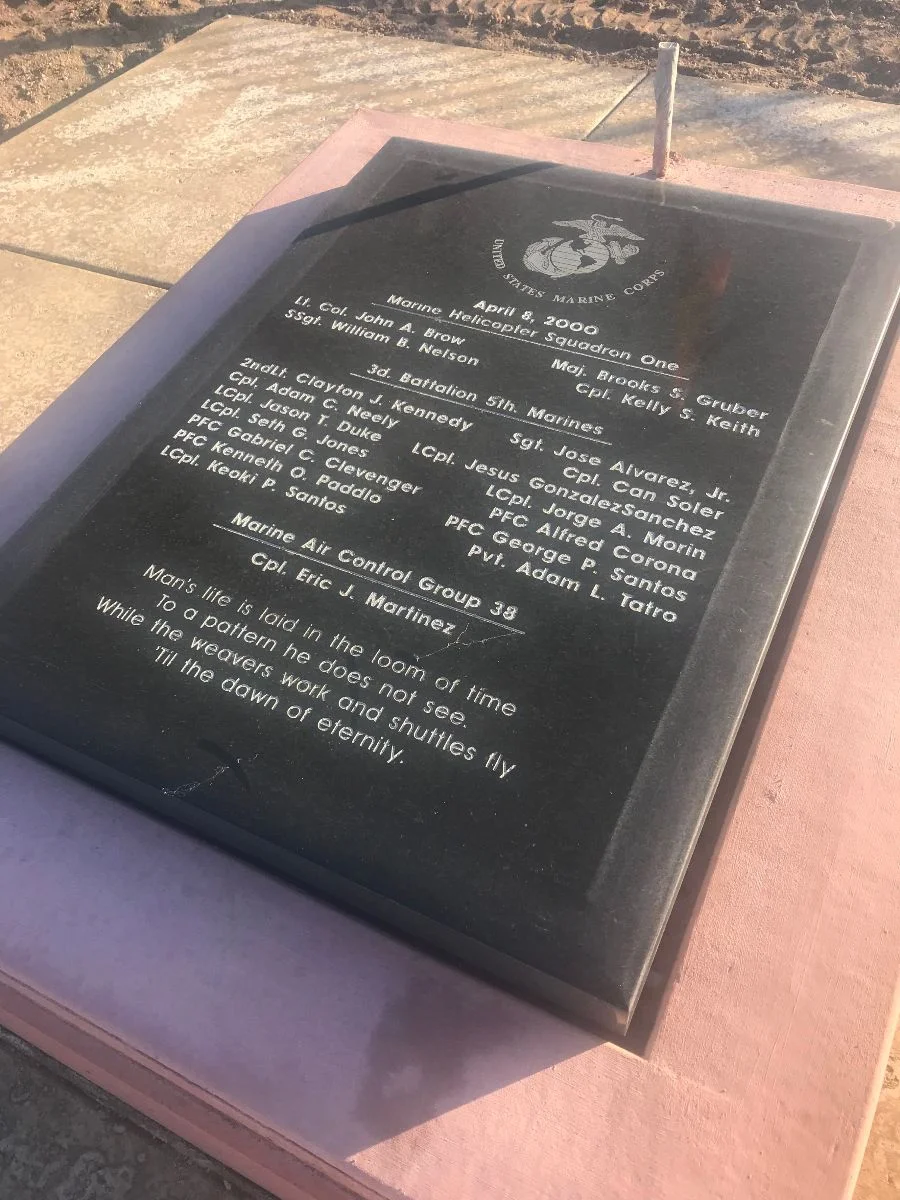 UNITED STATES MARINE CORPS
April 8, 2000
Marine Helicopter Squadron One
Lt. Col. John A. Brow Maj. Brooks S. Gruber
SSgt. William B. Nelson Cpl. Kelly S. Keith
3d. Battalion 5th. Marines
2ndLt. Clayton J. Kennedy Sgt. Jose Alvarez, Jr.
Cpl. Adam C. Neely Cpl. Can Soler
LCpl. Jason T. Duke LCpl. Jesus GonzalezSanchez
LCpl. Seth G. Jones LCpl. Jorge A. Morin
PFC Gabriel C. Clevenger PFC Alfred Corona
PFC Kenneth O. Paddio PFC George P. Santos
LCpl. Keoki P. Santos Pvt. Adam L. Tatro
Marine Air Control Group 38
Cpl. Eric J. Martinez
Man's life is laid in the loom of time
To a pattern he does not see.
While the weavers work and shuttles fly
'Til the dawn of eternity.